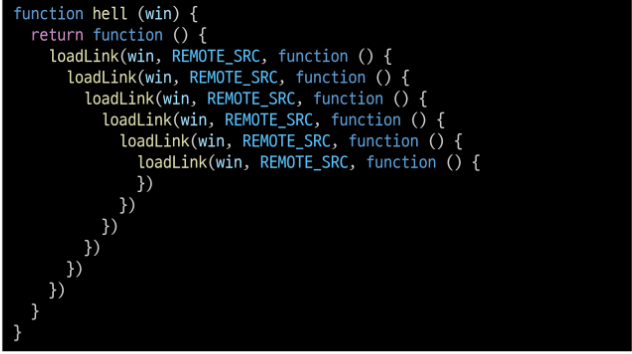 function hell (win) {
  return function () {
    loadLink(win, REMOTE_SRC, function () {
      loadLink(win, REMOTE_SRC, function () {
        loadLink(win, REMOTE_SRC, function () {
          loadLink(win, REMOTE_SRC, function () {
            loadLink(win, REMOTE_SRC, function () {
              loadLink(win, REMOTE_SRC, function () {
              })
            })
          })
        })
      })
    })
  }
}